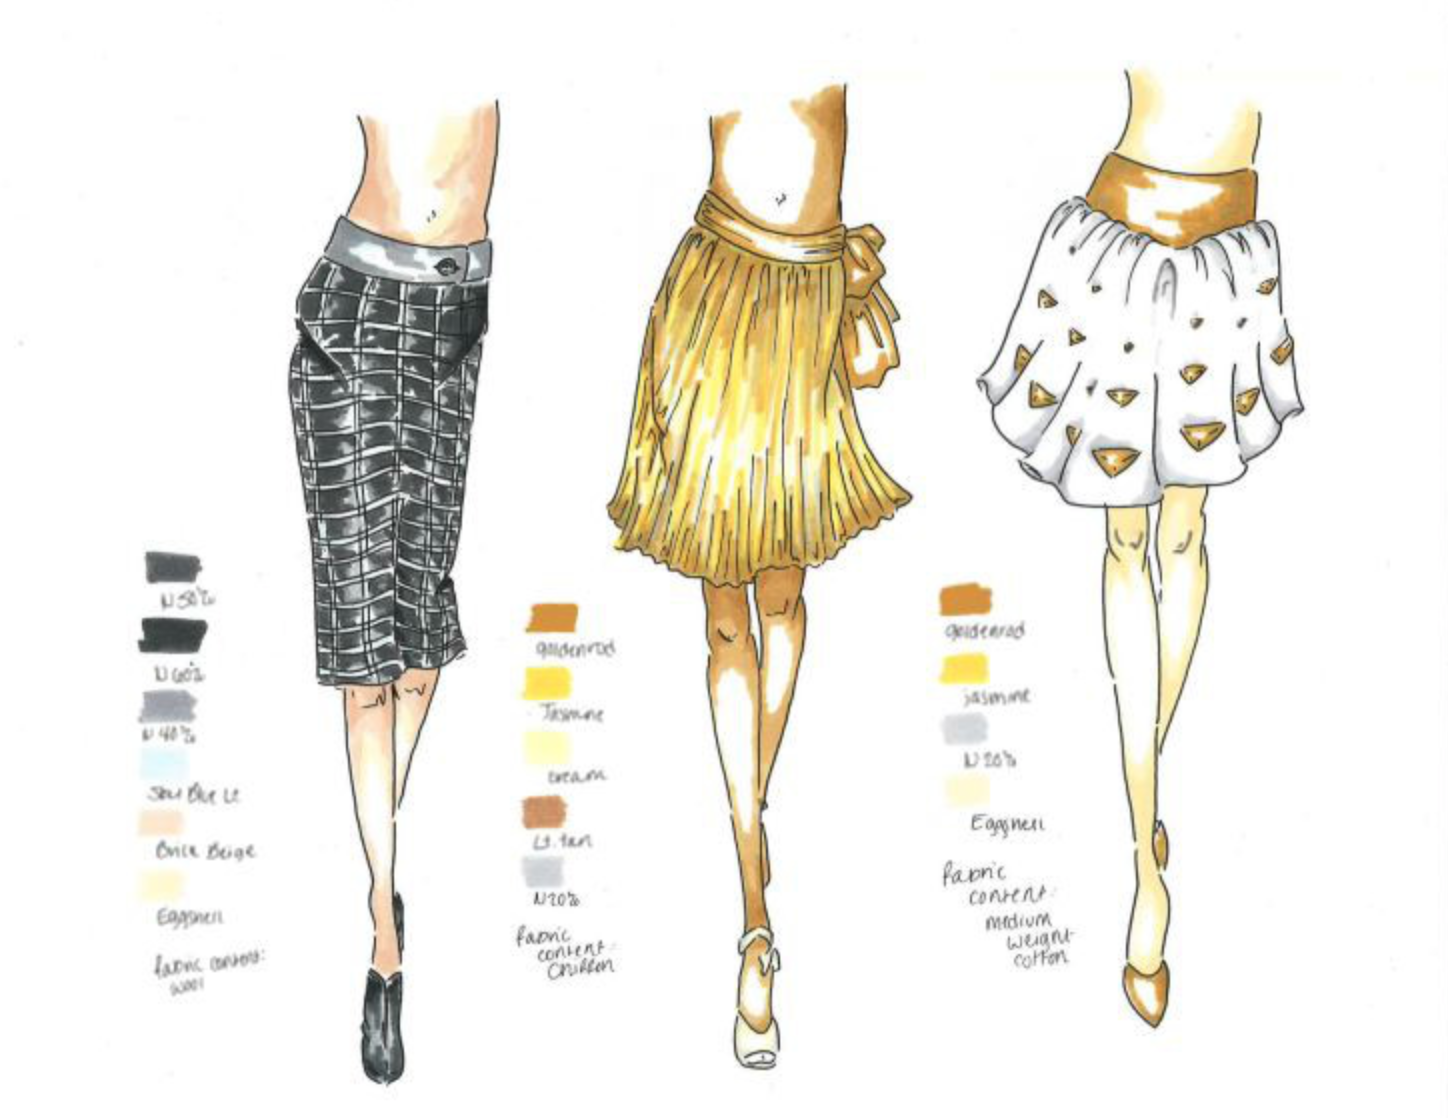 N 50%
N 60%
N 40%
Sky Blue Lt
Brick Beige
Eggshell
fabric content:
wool
goldenrod
Jasmine
cream
Lt. tan
N 20%
fabric
content:
Chiffon
goldenrod
jasmine
N 20%
Eggshell
fabric
content:
medium
weight
cotton